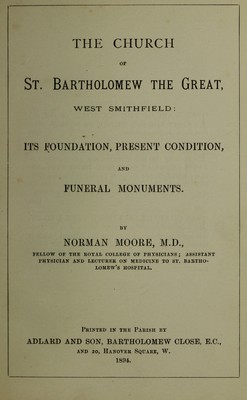 THE CHURCH
OF
ST. BARTHOLOMEW THE GREAT,
WEST SMITHFIELD:
ITS FOUNDATION, PRESENT CONDITION,
AND
FUNERAL MONUMENTS.
BY
NORMAN MOORE, M.D.,
FELLOW OF THE ROYAL COLLEGE OF PHYSICIANS; ASSISTANT
PHYSICIAN AND LECTURER ON MEDICINE TO ST. BARTHO-
LOMEW'S HOSPITAL.
PRINTED IN THE PARISH BY
ADLARD AND SON, BARTHOLOMEW CLOSE, E.C.,
AND 20, HANOVER SQUARE, W.
1894.